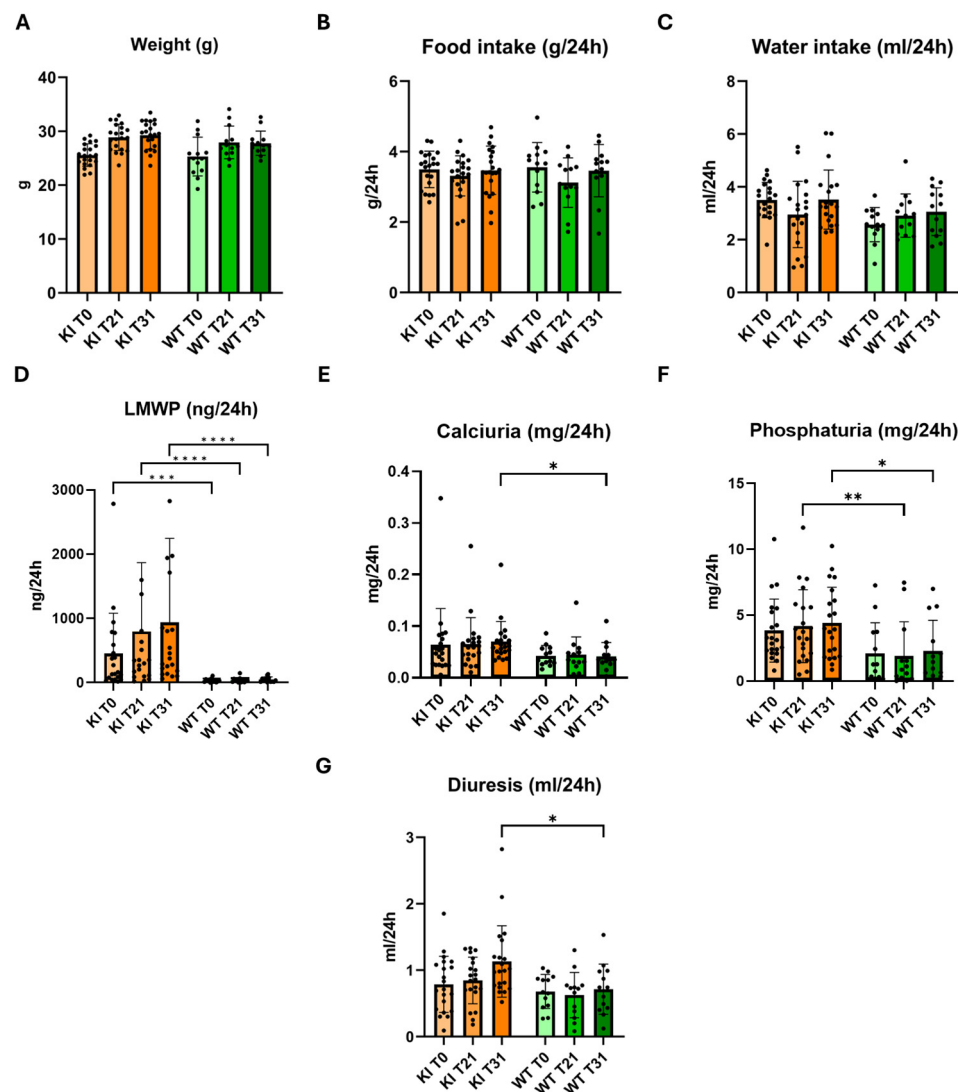 A
Weight (g)
40
30
20
10
0
g
KI T0
KI T21
KI T31
WT T0
WT T21
WT T31
B
Food intake (g/24h)
6
4
2
0
g/24h
KI T0
KI T21
KI T31
WT T0
WT T21
WT T31
C
Water intake (ml/24h)
8
6
4
2
0
ml/24h
KI T0
KI T21
KI T31
WT T0
WT T21
WT T31
D
LMWP (ng/24h)
****
****
***
3000
2000
1000
0
ng/24h
KI T0
KI T21
KI T31
WT T0
WT T21
WT T31
E
Calciuria (mg/24h)
*
0.4
0.3
0.2
0.1
0.0
mg/24h
KI T0
KI T21
KI T31
WT T0
WT T21
WT T31
F
Phosphaturia (mg/24h)
*
**
15
10
5
0
mg/24h
KI T0
KI T21
KI T31
WT T0
WT T21
WT T31
G
Diuresis (ml/24h)
*
3
2
1
0
ml/24h
KI T0
KI T21
KI T31
WT T0
WT T21
WT T31